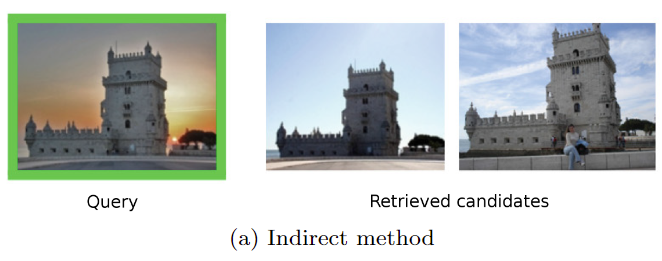 Query
Retrieved candidates
(a) Indirect method